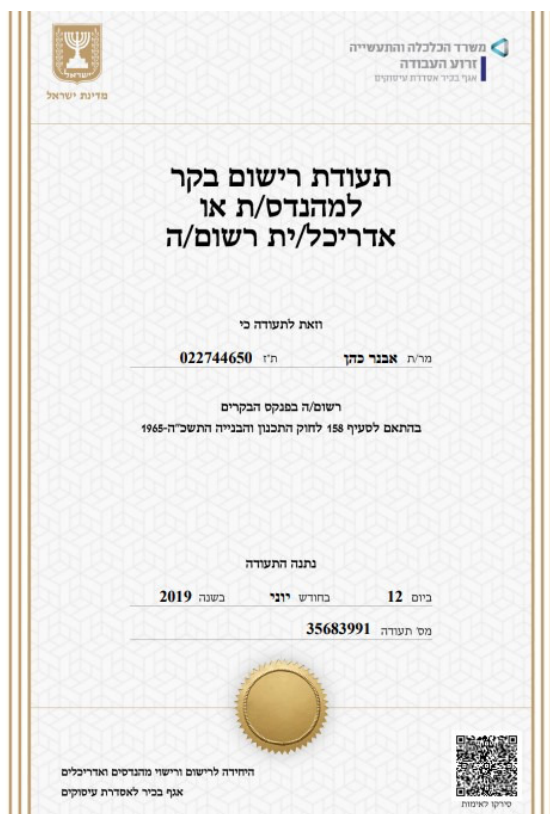 משרד הכלכלה והתעשייה
זרוע העבודה
אגף בכיר אסדרת עיסוקים
ישראל
מדינת ישראל
תעודת רישום בקר
למהנדס/ת או
אדריכל/ית רשום/ה
וזאת לתעודה כי
מר/ת אבנר כהן ת"ז 022744650
רשום/ה בפנקס הבקרים
בהתאם לסעיף 158 לחוק התכנון והבנייה התשכ"ה-1965
נתנה התעודה
ביום 12 בחודש יוני בשנה 2019
מס' תעודה 35683991
היחידה לרישום ורישוי מהנדסים ואדריכלים
אגף בכיר לאסדרת עיסוקים
סירקו לאימות